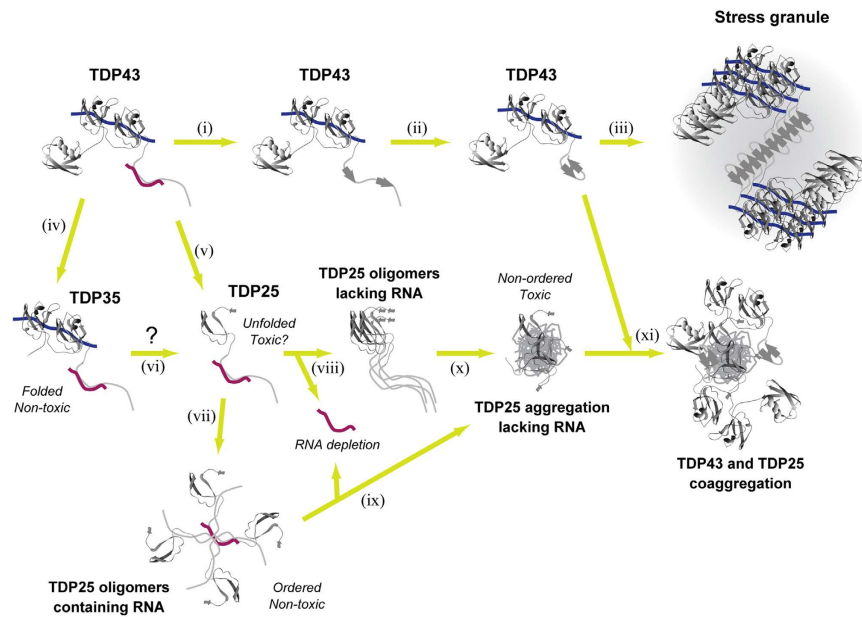 Stress granule
TDP43
TDP43
TDP43
(i)
(ii)
(iii)
(iv)
(v)
TDP35
?
(vi)
Folded
Non-toxic
TDP25
Unfolded
Toxic?
TDP25 oligomers
lacking RNA
Non-ordered
Toxic
(viii)
(x)
(xi)
(vii)
RNA depletion
TDP25 aggregation
lacking RNA
(ix)
TDP43 and TDP25
coaggregation
TDP25 oligomers
containing RNA
Ordered
Non-toxic